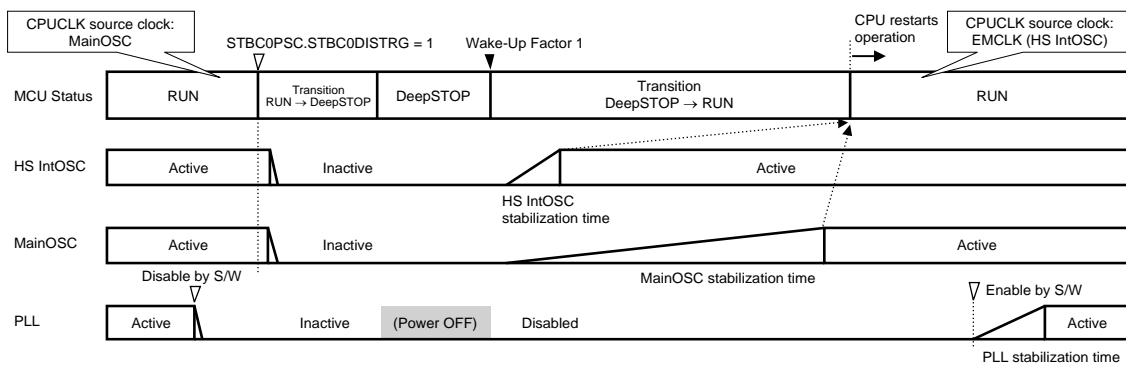 CPUCLK source clock:
MainOSC
STBC0PSC.STBC0DISTRG = 1
Wake-Up Factor 1
CPU restarts
operation
CPUCLK source clock:
EMCLK (HS IntOSC)
MCU Status
RUN
Transition
RUN → DeepSTOP
DeepSTOP
Transition
DeepSTOP → RUN
RUN
HS IntOSC
Active
Inactive
Active
HS IntOSC
stabilization time
MainOSC
Active
Inactive
Active
Disable by S/W
MainOSC stabilization time
Enable by S/W
PLL
Active
Inactive
(Power OFF)
Disabled
Active
PLL stabilization time